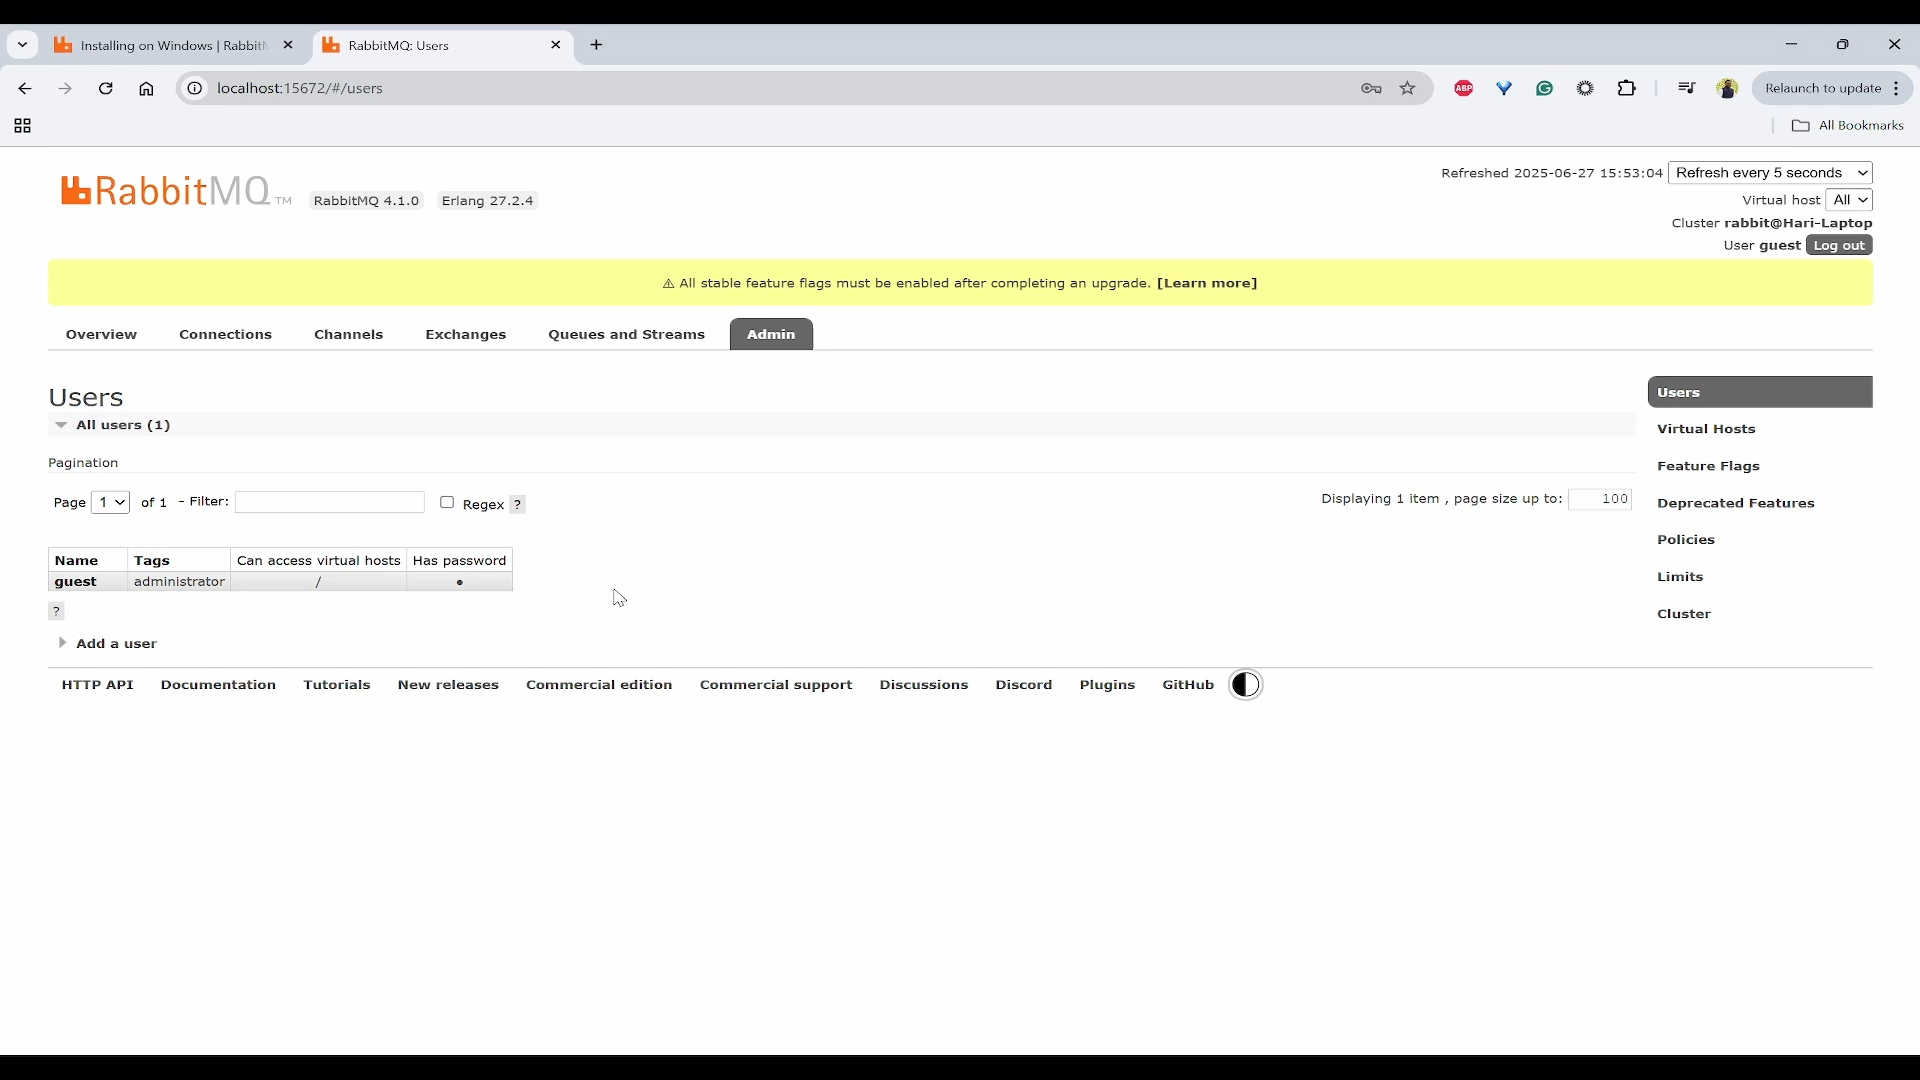 Installing on Windows | Rabbit
RabbitMQ: Users
localhost:15672/#/users
ABP
Relaunch to update
All Bookmarks
RabbitMQ TM
RabbitMQ 4.1.0
Erlang 27.2.4
Refreshed 2025-06-27 15:53:04
Refresh every 5 seconds
Virtual host All
Cluster rabbit@Hari-Laptop
User guest Log out
⚠ All stable feature flags must be enabled after completing an upgrade. [Learn more]
Overview Connections Channels Exchanges Queues and Streams Admin
Users
All users (1)
Pagination
Page 1 of 1 - Filter: Regex ?
Displaying 1 item , page size up to: 100
Name Tags Can access virtual hosts Has password
guest administrator / ●
?
Add a user
Users
Virtual Hosts
Feature Flags
Deprecated Features
Policies
Limits
Cluster
HTTP API Documentation Tutorials New releases Commercial edition Commercial support Discussions Discord Plugins GitHub